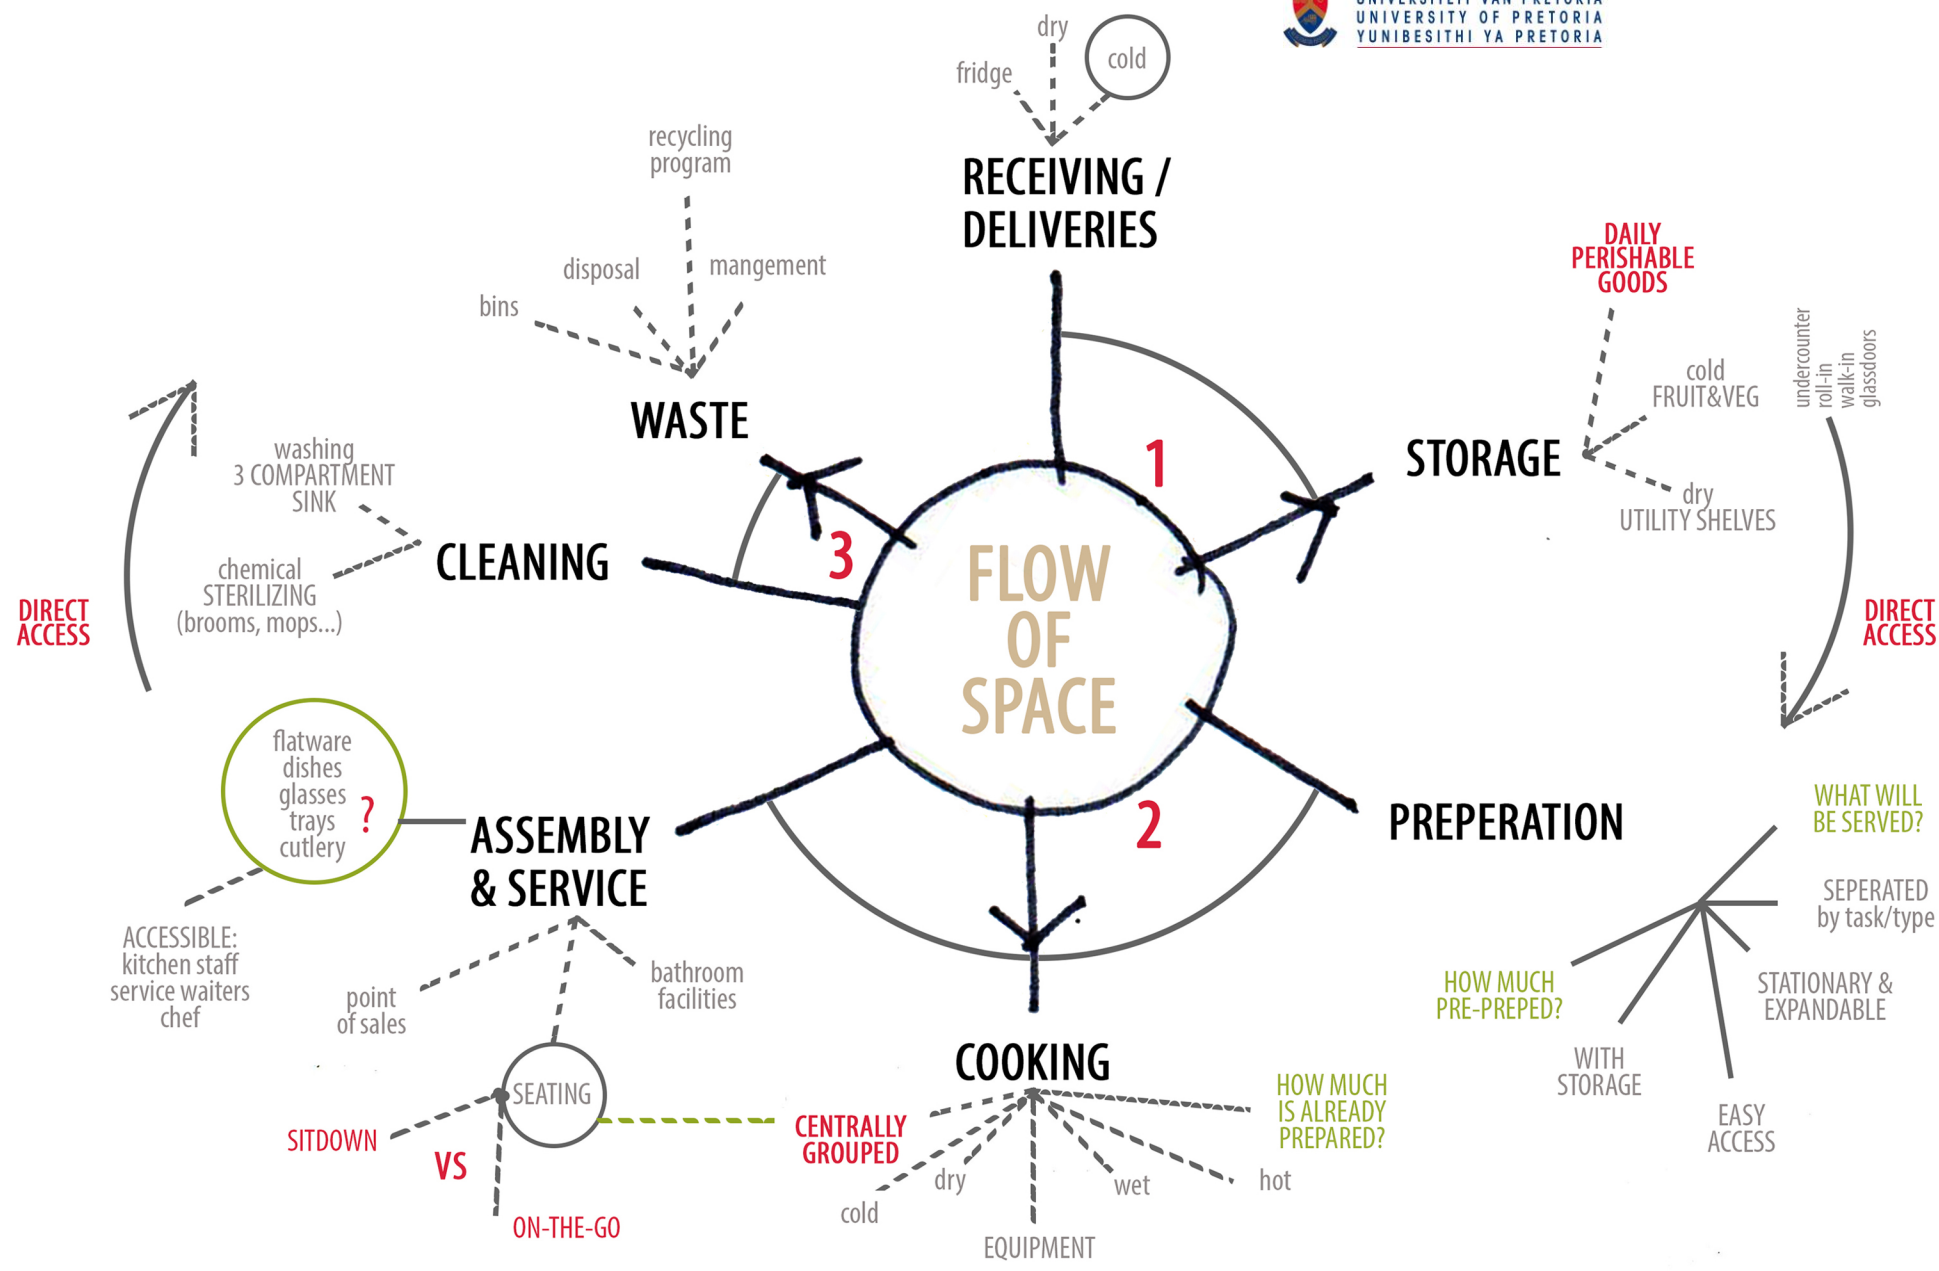 UNIVERSITEIT VAN PRETORIA
UNIVERSITY OF PRETORIA
YUNIBESITHI YA PRETORIA
dry
cold
fridge
RECEIVING /
DELIVERIES
recycling
program
disposal
mangement
bins
WASTE
DAILY
PERISHABLE
GOODS
cold
FRUIT&VEG
dry
UTILITY SHELVES
undercounter
roll-in
walk-in
glassdoors
STORAGE
1
washing
3 COMPARTMENT
SINK
chemical
STERILIZING
(brooms, mops...)
CLEANING
3
DIRECT
ACCESS
FLOW
OF
SPACE
DIRECT
ACCESS
flatware
dishes
glasses
trays
cutlery
?
ASSEMBLY
& SERVICE
2
PREPERATION
WHAT WILL
BE SERVED?
SEPERATED
by task/type
STATIONARY &
EXPANDABLE
EASY
ACCESS
WITH
STORAGE
HOW MUCH
PRE-PREPED?
ACCESSIBLE:
kitchen staff
service waiters
chef
point
of sales
bathroom
facilities
SEATING
SITDOWN
VS
ON-THE-GO
COOKING
CENTRALLY
GROUPED
cold
dry
EQUIPMENT
wet
hot
HOW MUCH
IS ALREADY
PREPARED?